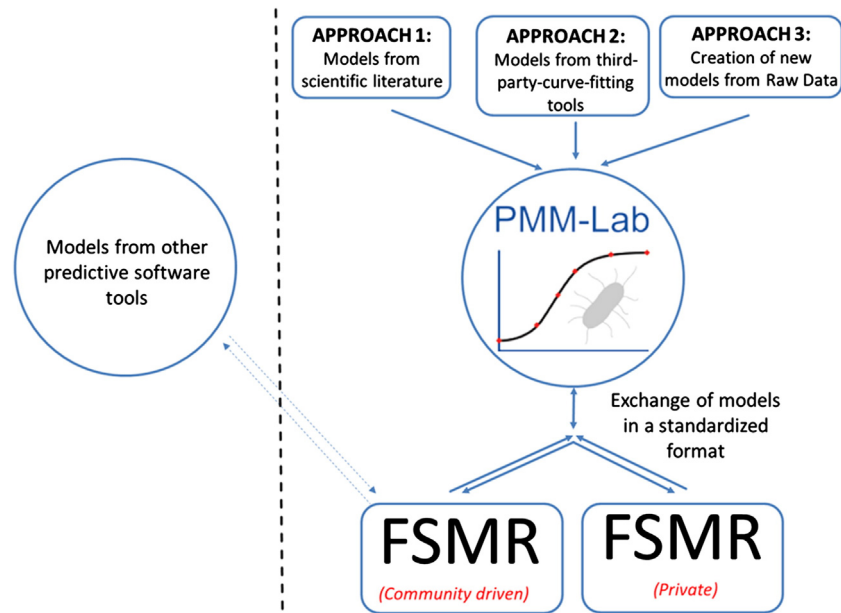 APPROACH 1:
Models from
scientific literature
APPROACH 2:
Models from third-
party-curve-fitting
tools
APPROACH 3:
Creation of new
models from Raw Data
Models from other
predictive software
tools
PMM-Lab
Exchange of models
in a standardized
format
FSMR
(Community driven)
FSMR
(Private)